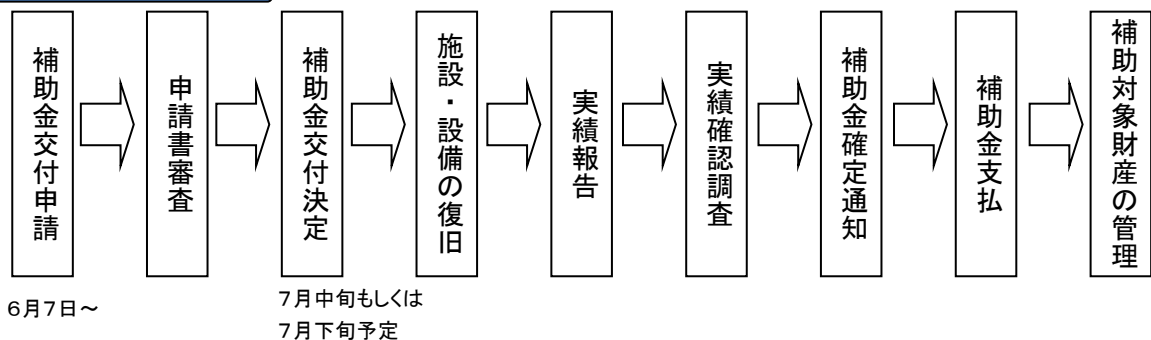 補助金交付申請
申請書審査
補助金交付決定
施設・設備の復旧
実績報告
実績確認調査
補助金確定通知
補助金支払
補助対象財産の管理
６月７日～
７月中旬もしくは
７月下旬予定